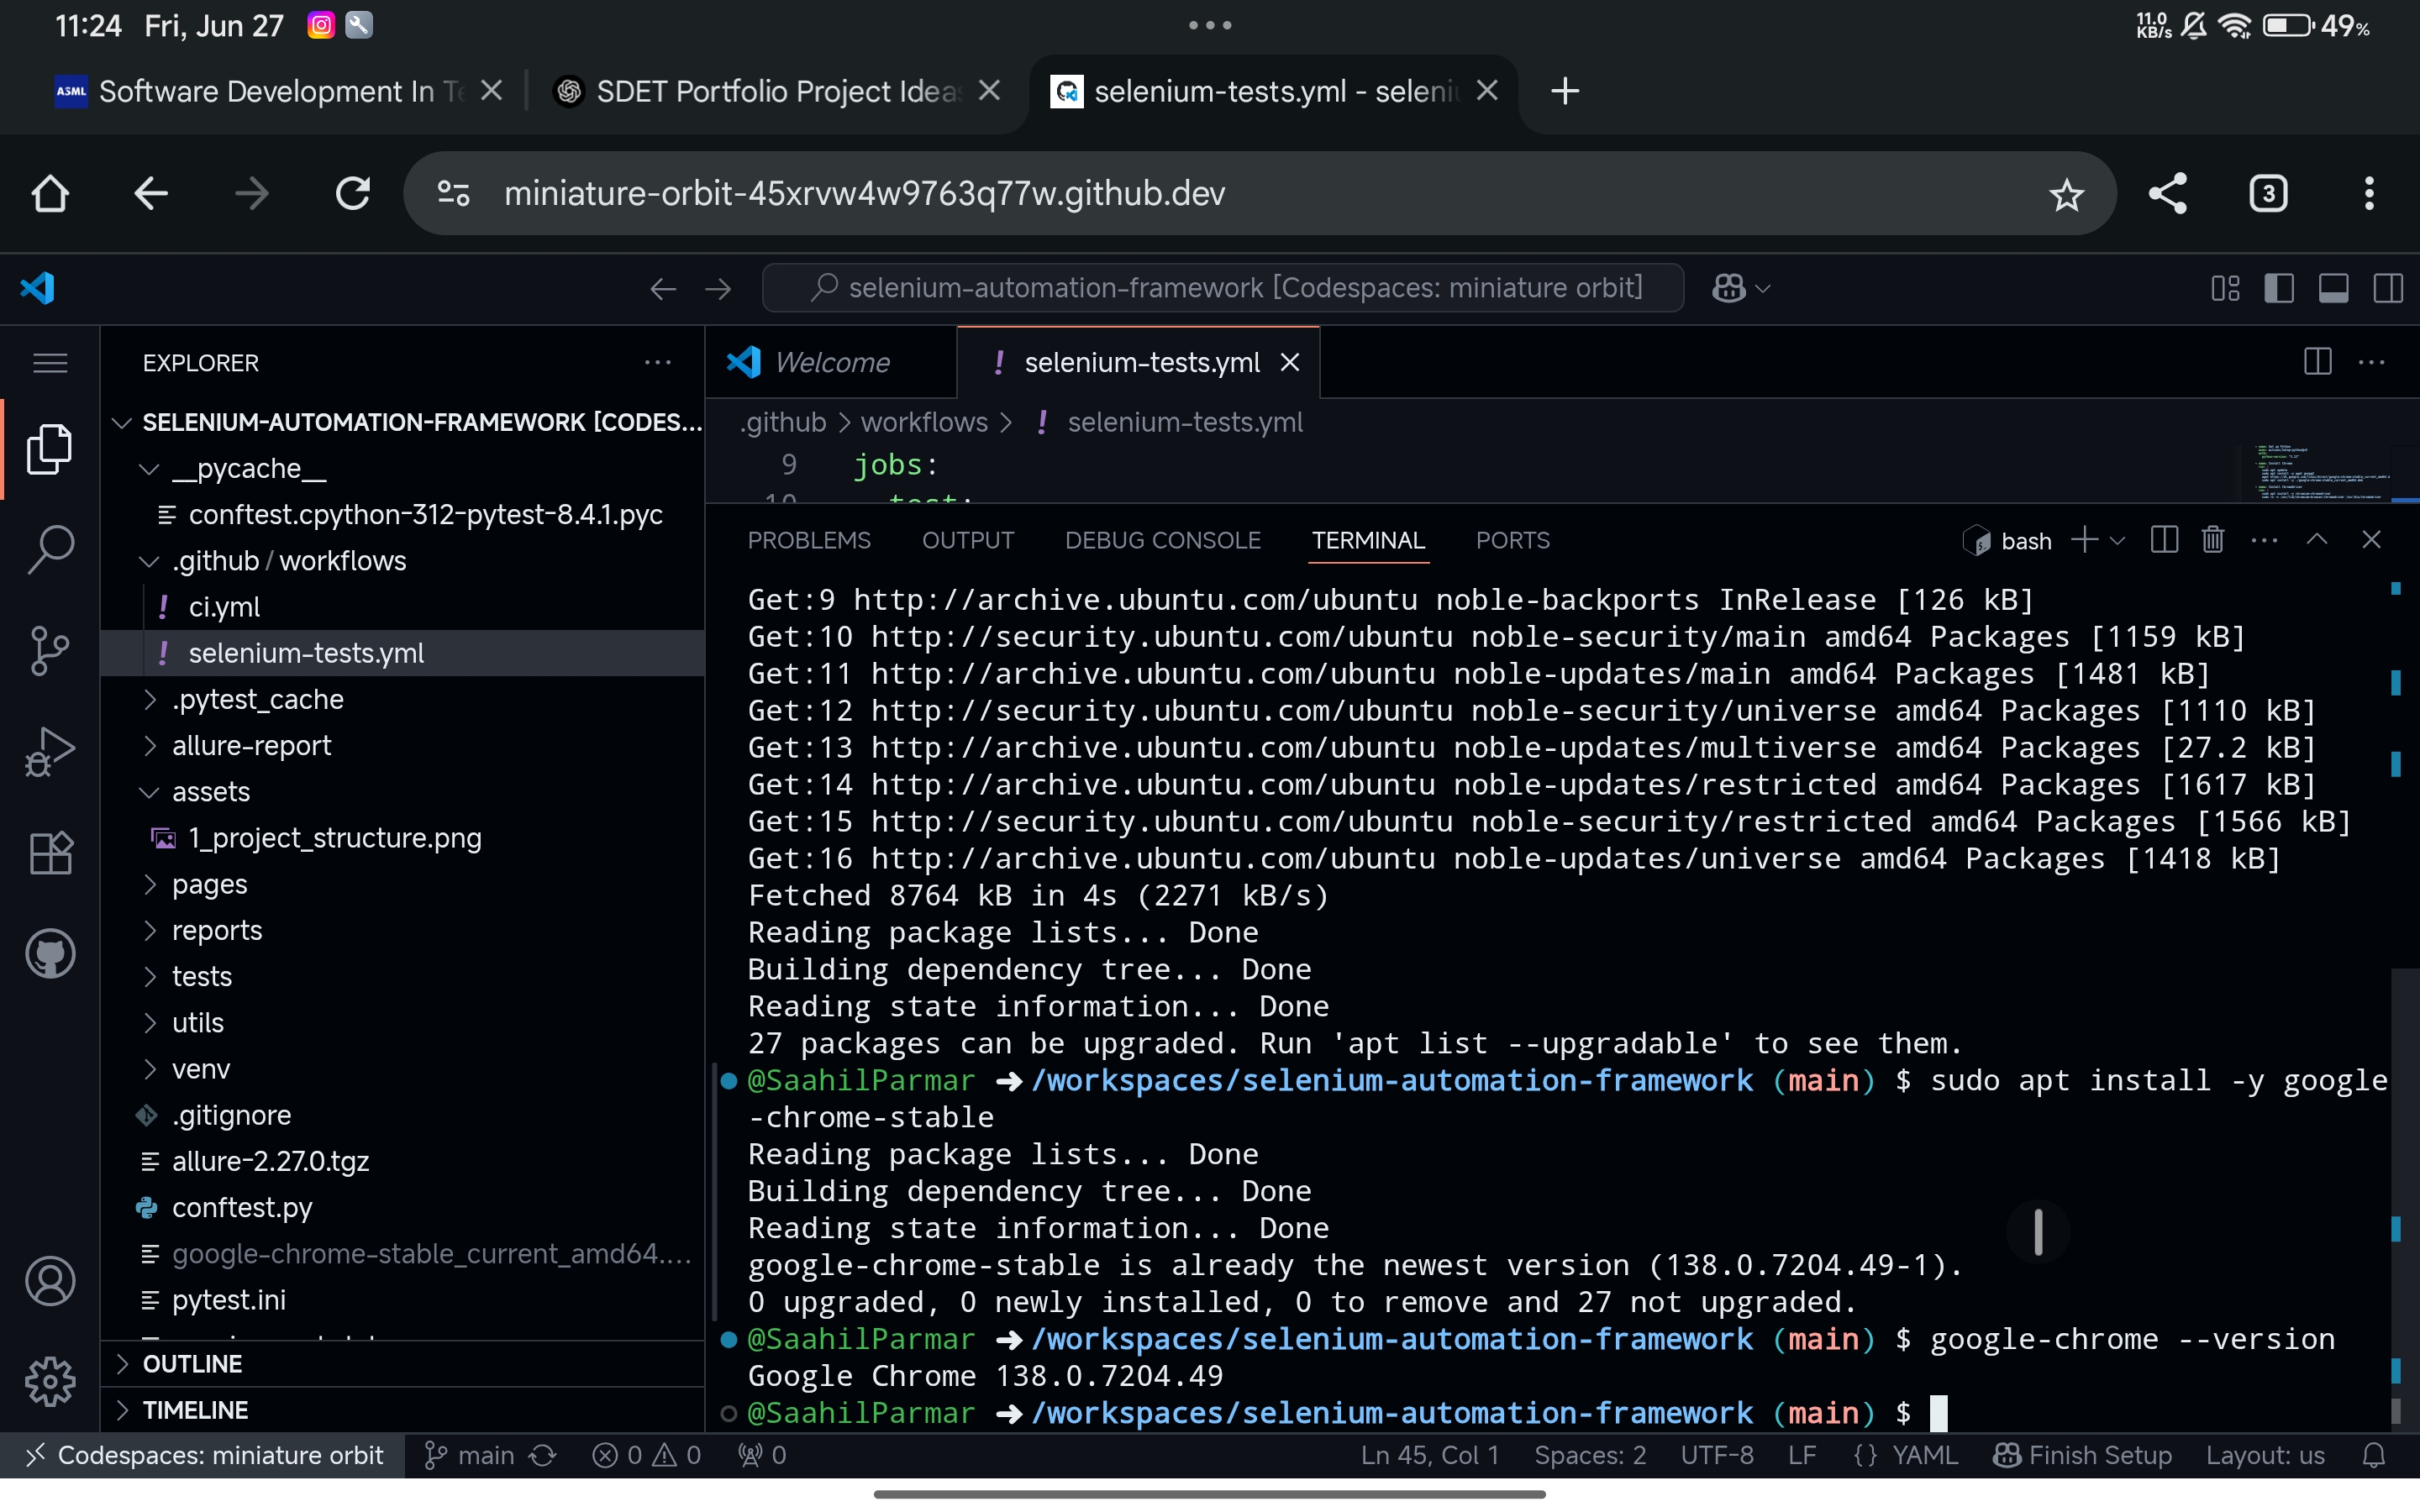 11:24 Fri, Jun 27
11.0 KB/s 49%
ASML Software Development In Te
SDET Portfolio Project Ideas
selenium-tests.yml - seleni
miniature-orbit-45xrvw4w9763q77w.github.dev
3
selenium-automation-framework [Codespaces: miniature orbit]
EXPLORER
Welcome
selenium-tests.yml
SELENIUM-AUTOMATION-FRAMEWORK [CODES...
__pycache__
conftest.cpython-312-pytest-8.4.1.pyc
.github / workflows
ci.yml
selenium-tests.yml
.pytest_cache
allure-report
assets
1_project_structure.png
pages
reports
tests
utils
venv
.gitignore
allure-2.27.0.tgz
conftest.py
google-chrome-stable_current_amd64....
pytest.ini
OUTLINE
TIMELINE
.github > workflows > ! selenium-tests.yml
9 jobs:
10 test:
PROBLEMS OUTPUT DEBUG CONSOLE TERMINAL PORTS
bash
Get:9 http://archive.ubuntu.com/ubuntu noble-backports InRelease [126 kB]
Get:10 http://security.ubuntu.com/ubuntu noble-security/main amd64 Packages [1159 kB]
Get:11 http://archive.ubuntu.com/ubuntu noble-updates/main amd64 Packages [1481 kB]
Get:12 http://security.ubuntu.com/ubuntu noble-security/universe amd64 Packages [1110 kB]
Get:13 http://archive.ubuntu.com/ubuntu noble-updates/multiverse amd64 Packages [27.2 kB]
Get:14 http://archive.ubuntu.com/ubuntu noble-updates/restricted amd64 Packages [1617 kB]
Get:15 http://security.ubuntu.com/ubuntu noble-security/restricted amd64 Packages [1566 kB]
Get:16 http://archive.ubuntu.com/ubuntu noble-updates/universe amd64 Packages [1418 kB]
Fetched 8764 kB in 4s (2271 kB/s)
Reading package lists... Done
Building dependency tree... Done
Reading state information... Done
27 packages can be upgraded. Run 'apt list --upgradable' to see them.
@SaahilParmar ➜ /workspaces/selenium-automation-framework (main) $ sudo apt install -y google
-chrome-stable
Reading package lists... Done
Building dependency tree... Done
Reading state information... Done
google-chrome-stable is already the newest version (138.0.7204.49-1).
0 upgraded, 0 newly installed, 0 to remove and 27 not upgraded.
@SaahilParmar ➜ /workspaces/selenium-automation-framework (main) $ google-chrome --version
Google Chrome 138.0.7204.49
@SaahilParmar ➜ /workspaces/selenium-automation-framework (main) $
Codespaces: miniature orbit main 0 0 0 Ln 45, Col 1 Spaces: 2 UTF-8 LF {} YAML Finish Setup Layout: us